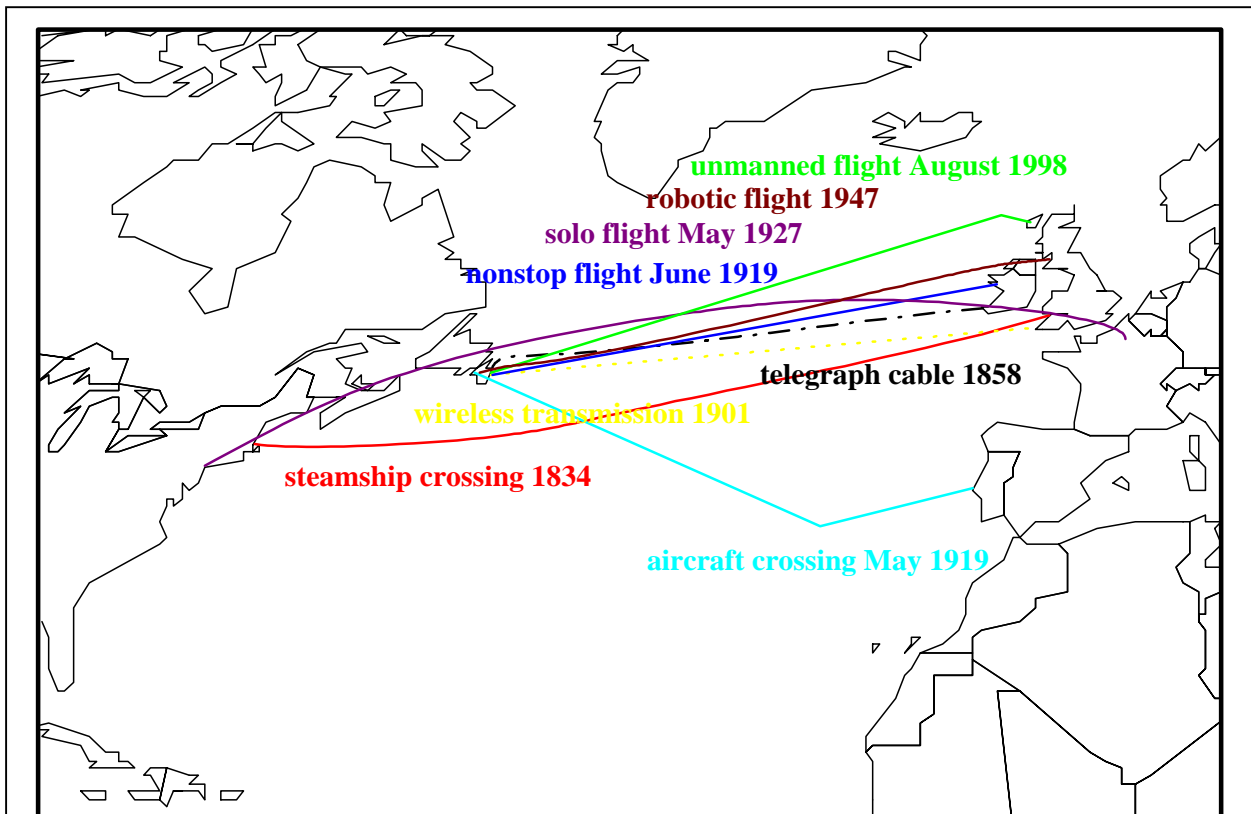 unmanned flight August 1998
robotic flight 1947
solo flight May 1927
nonstop flight June 1919
telegraph cable 1858
wireless transmission 1901
steamship crossing 1834
aircraft crossing May 1919